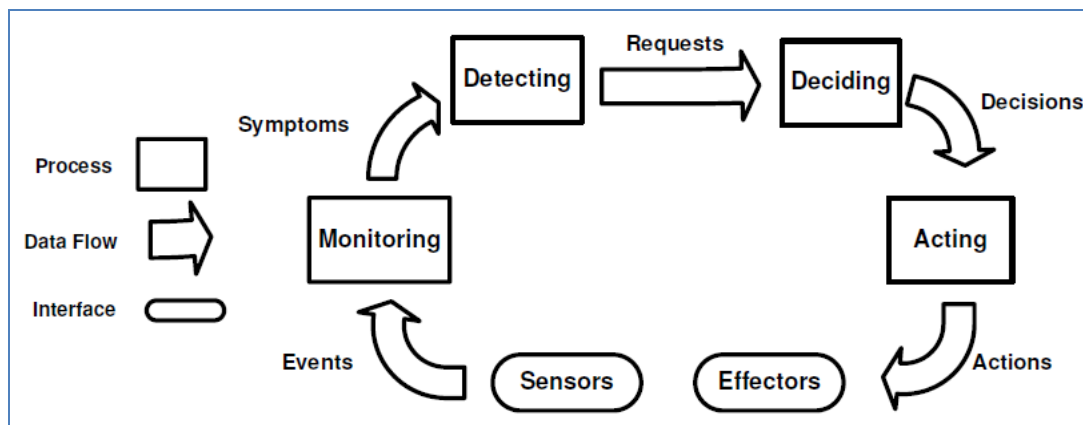 Requests
Detecting
Deciding
Decisions
Symptoms
Process
Monitoring
Acting
Data Flow
Interface
Events
Sensors
Effectors
Actions